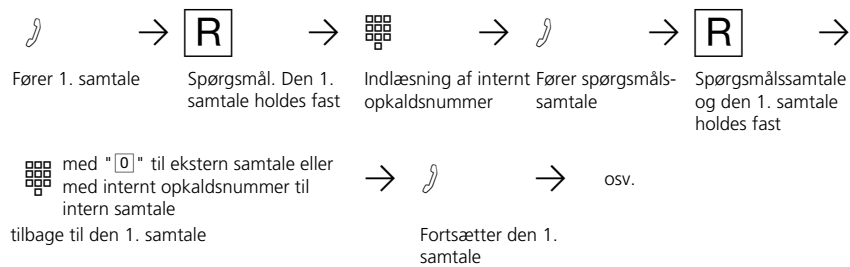 R
R
Fører 1. samtale
Spørgsmål. Den 1.
samtale holdes fast
Indlæsning af internt
opkaldsnummer
Fører spørgsmåls-
samtale
Spørgsmålssamtale
og den 1. samtale
holdes fast
med "0" til ekstern samtale eller
med internt opkaldsnummer til
intern samtale
osv.
tilbage til den 1. samtale
Fortsætter den 1.
samtale